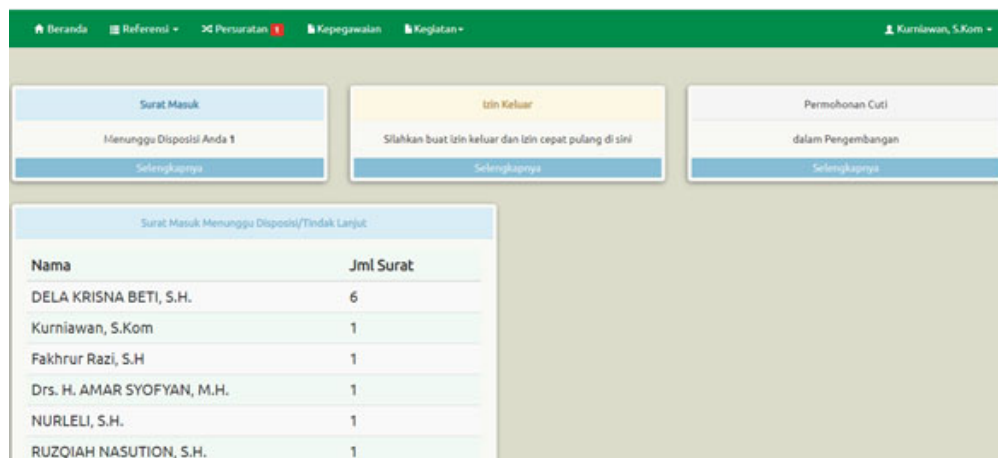 Beranda Referensi Persuratan 1 Kepegawaian Kegiatan Kurniawan, S.Kom
Surat Masuk
Menunggu Disposisi Anda 1
Selengkapnya
Izin Keluar
Silahkan buat izin keluar dan izin cepat pulang di sini
Selengkapnya
Permohonan Cuti
dalam Pengembangan
Selengkapnya
Surat Masuk Menunggu Disposisi/Tindak Lanjut
Nama Jml Surat
DELA KRISNA BETI, S.H. 6
Kurniawan, S.Kom 1
Fakhrur Razi, S.H 1
Drs. H. AMAR SYOFYAN, M.H. 1
NURLELI, S.H. 1
RUZQIAH NASUTION, S.H. 1